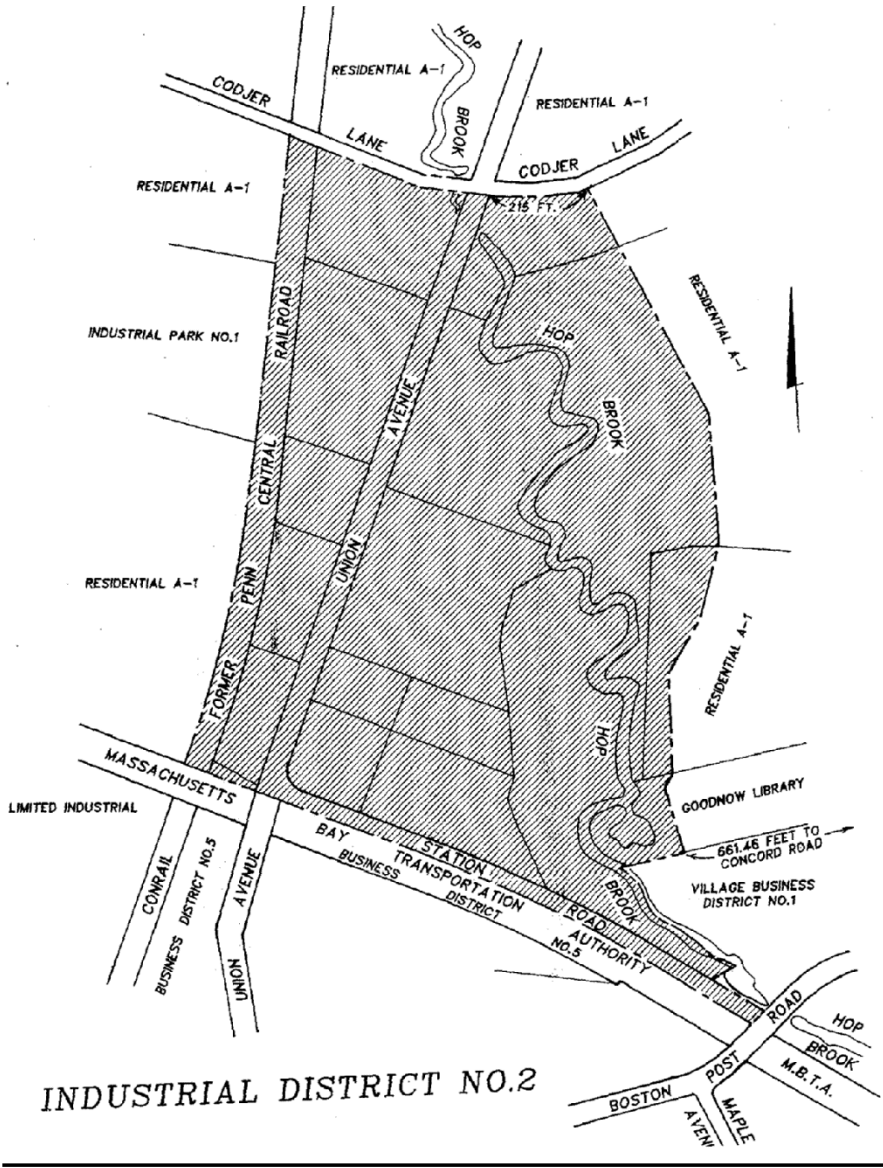 HOP
BROOK
RESIDENTIAL A-1
RESIDENTIAL A-1
CODJER
LANE
CODJER
LANE
215 FT.
RESIDENTIAL A-1
RESIDENTIAL A-1
RAILROAD
HOP
BROOK
INDUSTRIAL PARK NO.1
AVENUE
CENTRAL
UNION
PENN
RESIDENTIAL A-1
RESIDENTIAL A-1
FORMER
HOP
MASSACHUSETTS
LIMITED INDUSTRIAL
GOODNOW LIBRARY
BAY
STATION
TRANSPORTATION
BUSINESS
DISTRICT
661.46 FEET TO
CONCORD ROAD
BROOK
ROAD
VILLAGE BUSINESS
DISTRICT NO.1
AUTHORITY
NO.5
CONRAIL
BUSINESS DISTRICT NO.5
AVENUE
UNION
ROAD
POST
BOSTON
HOP
BROOK
M.B.T.A.
MAPLE
AVENU
INDUSTRIAL DISTRICT NO.2